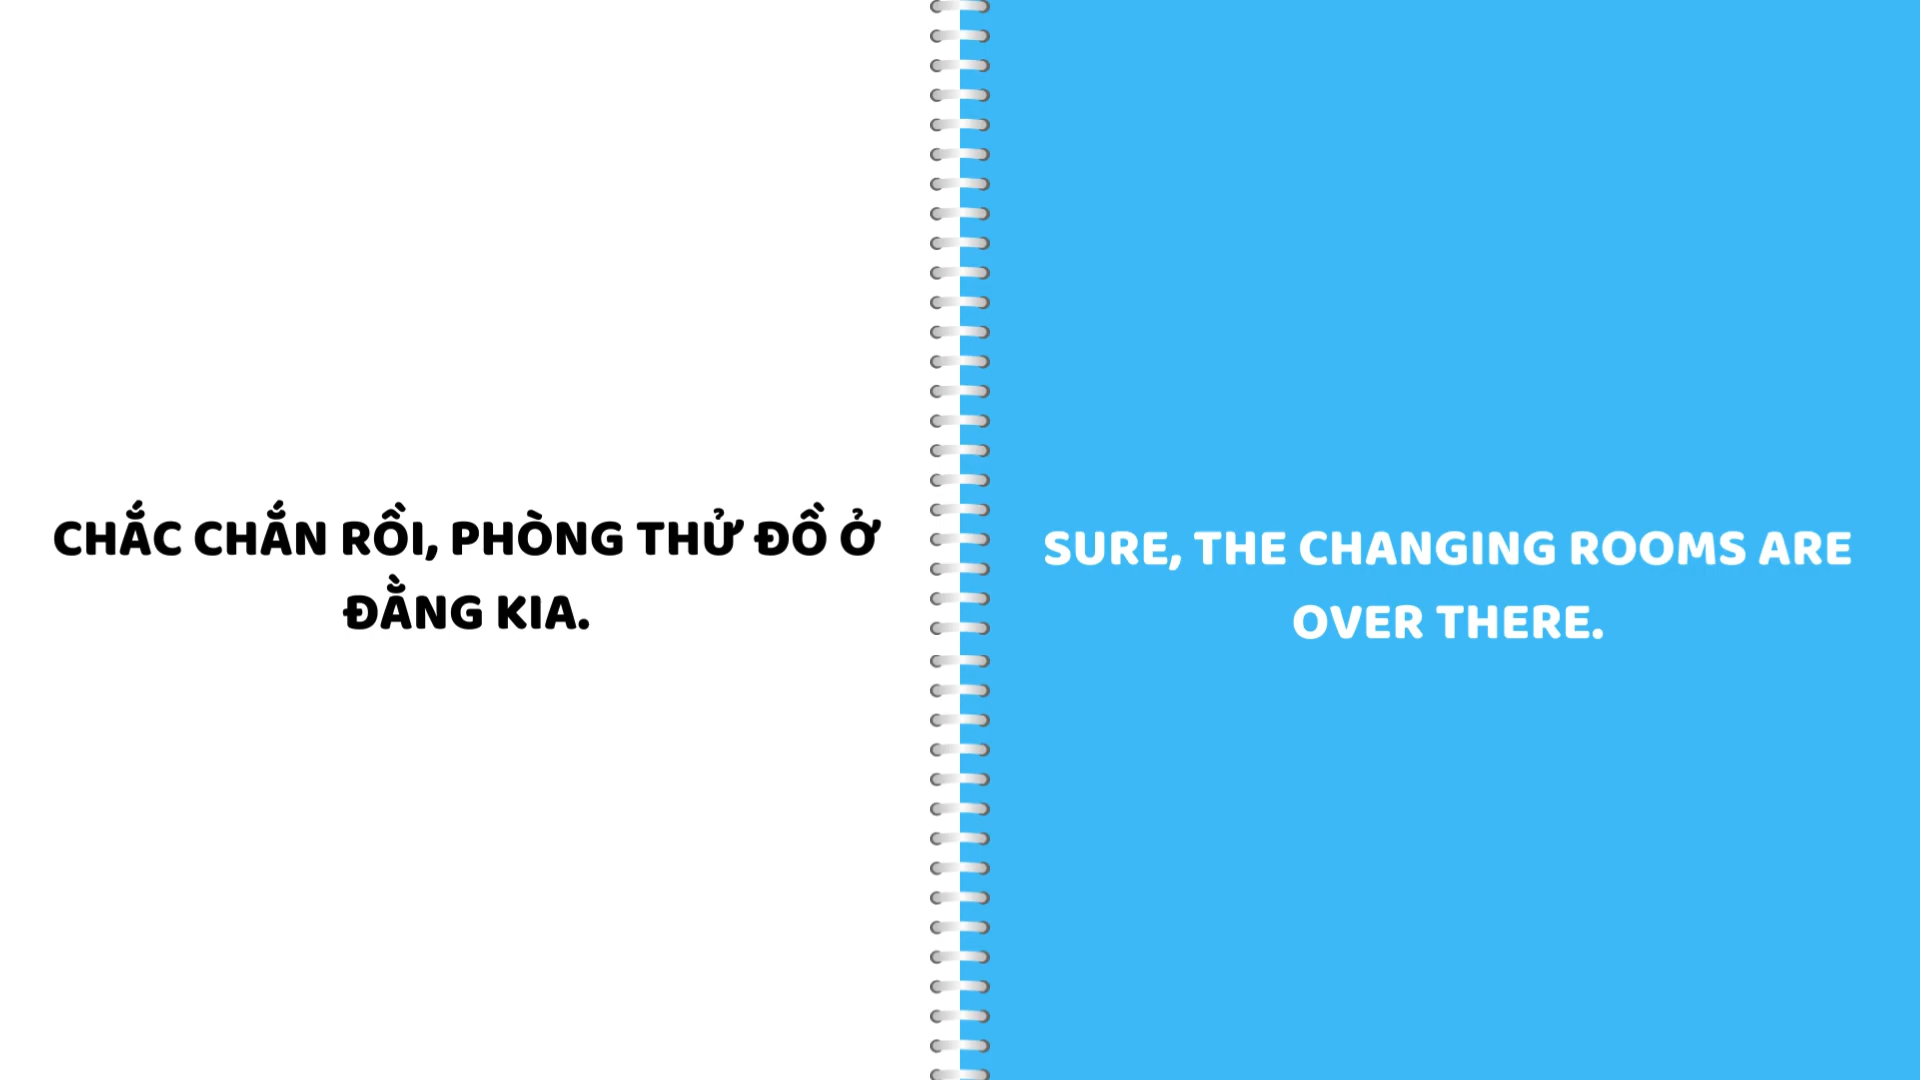 CHẮC CHẮN RỒI, PHÒNG THỬ ĐỒ Ở
ĐẰNG KIA.
SURE, THE CHANGING ROOMS ARE
OVER THERE.